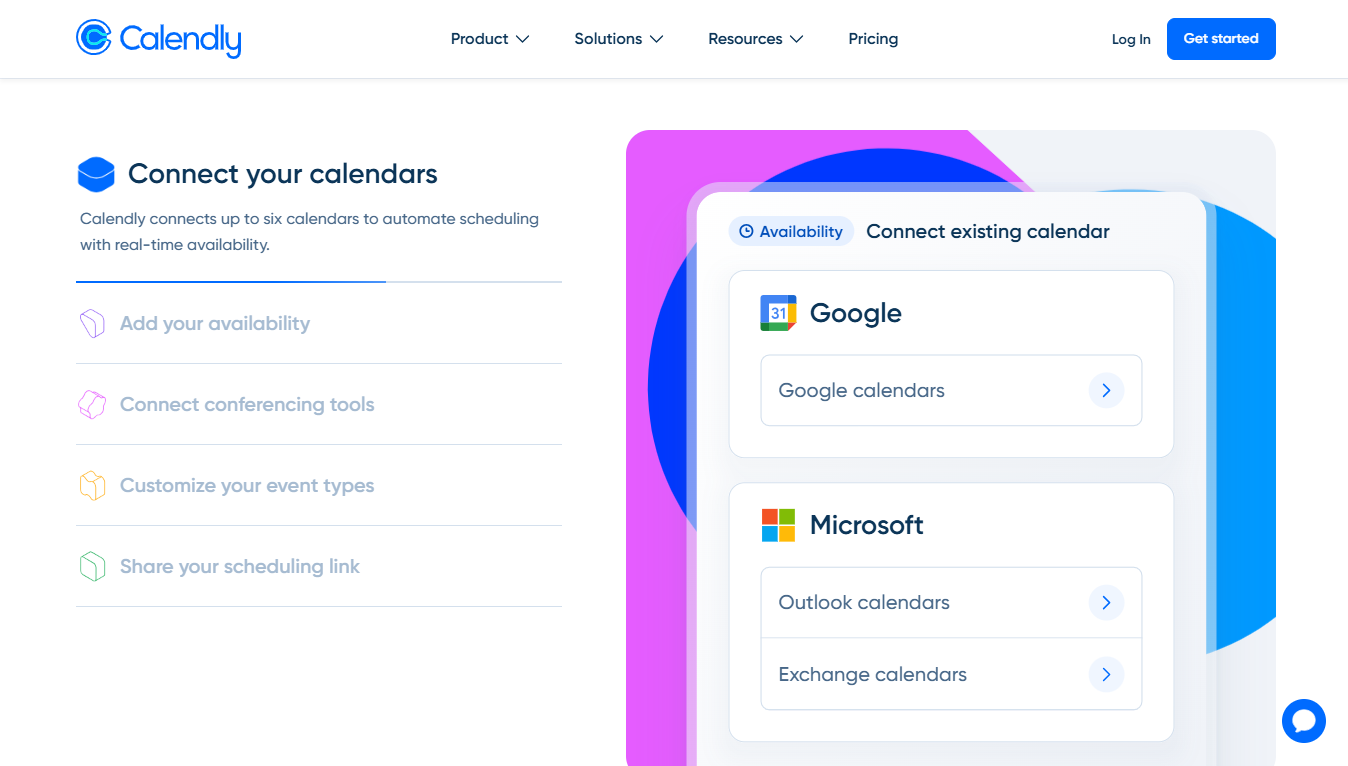 Calendly
Product
Solutions
Resources
Pricing
Log In
Get started
Connect your calendars
Calendly connects up to six calendars to automate scheduling
with real-time availability.
Add your availability
Connect conferencing tools
Customize your event types
Share your scheduling link
Availability
Connect existing calendar
31
Google
Google calendars
Microsoft
Outlook calendars
Exchange calendars